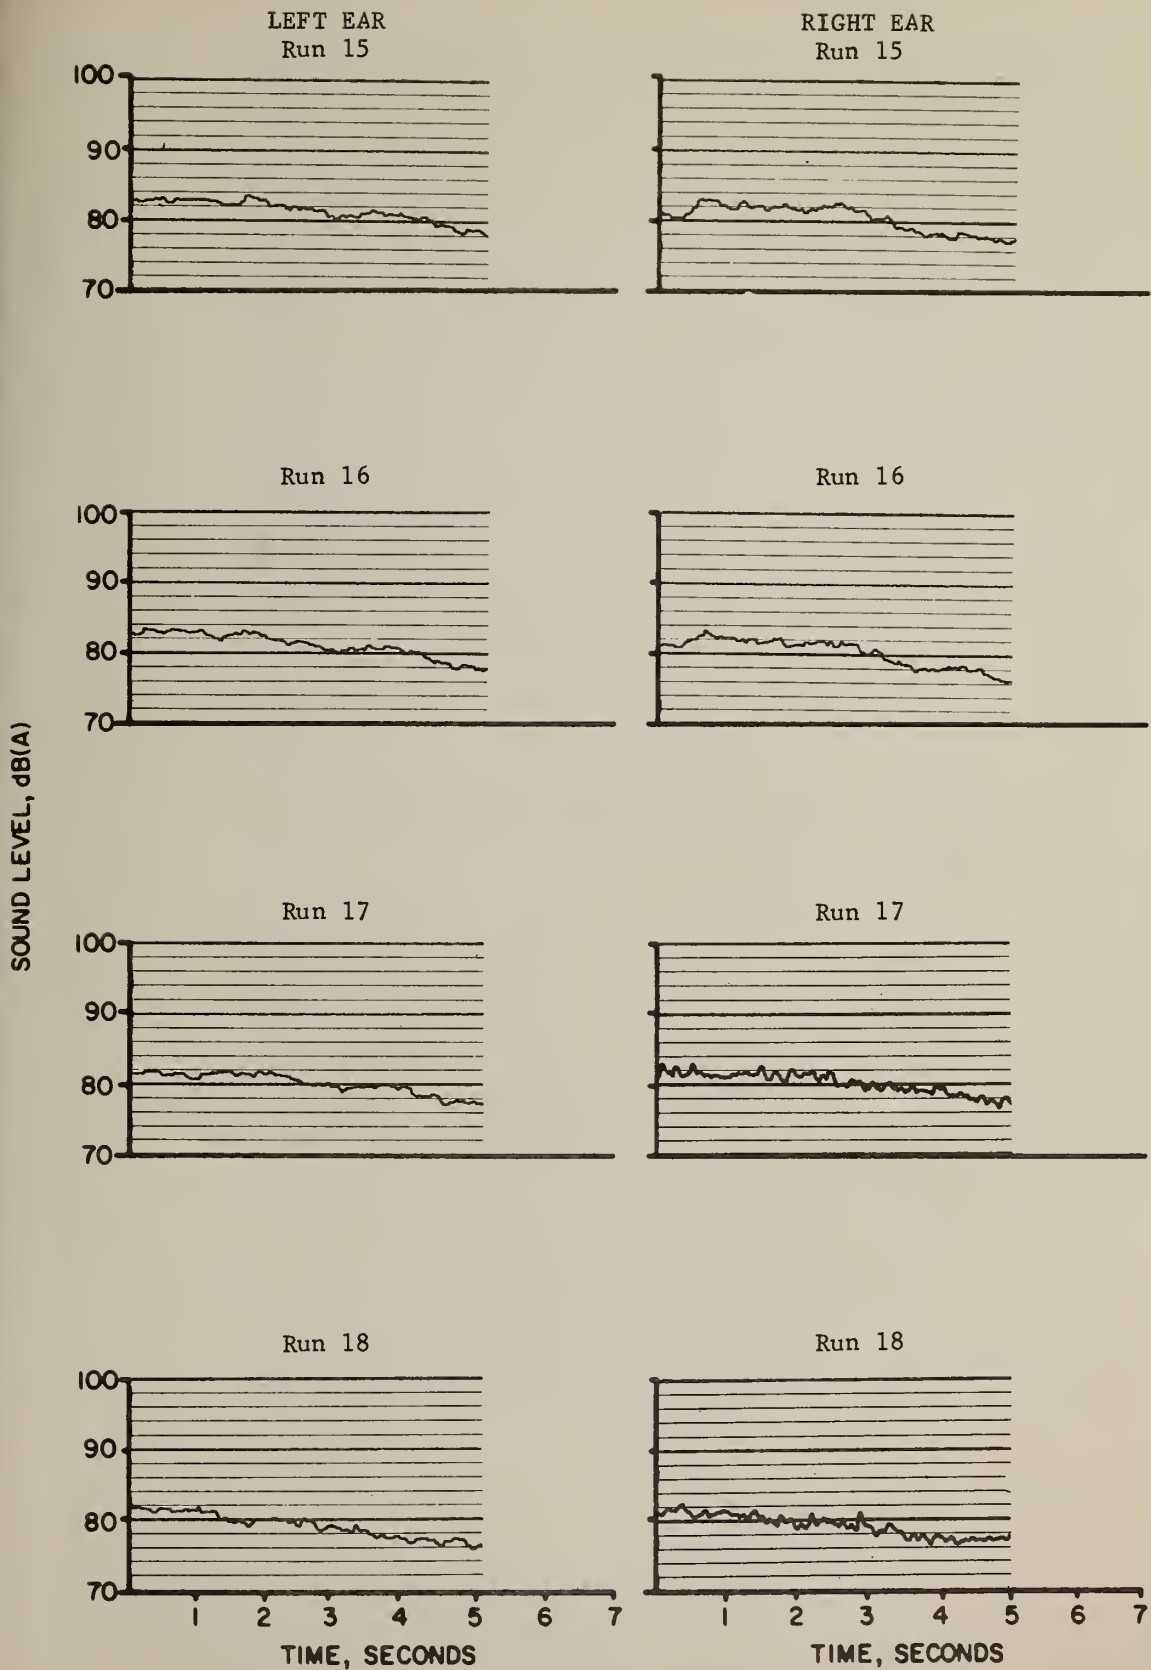 LEFT EAR
Run 15
RIGHT EAR
Run 15
100
90
80
70
Run 16
Run 16
100
90
80
70
SOUND LEVEL, dB(A)
Run 17
Run 17
100
90
80
70
Run 18
Run 18
100
90
80
70
1 2 3 4 5 6 7
TIME, SECONDS
1 2 3 4 5 6 7
TIME, SECONDS